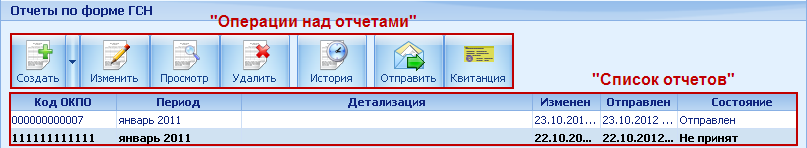 Отчеты по форме ГСН
"Операции над отчетами"
Создать Изменить Просмотр Удалить История Отправить Квитанция
"Список отчетов"
Код ОКПО Период Детализация Изменен Отправлен Состояние
000000000007 январь 2011 23.10.201... 23.10.2012 ... Отправлен
111111111111 январь 2011 22.10.20... 22.10.2012... Не принят